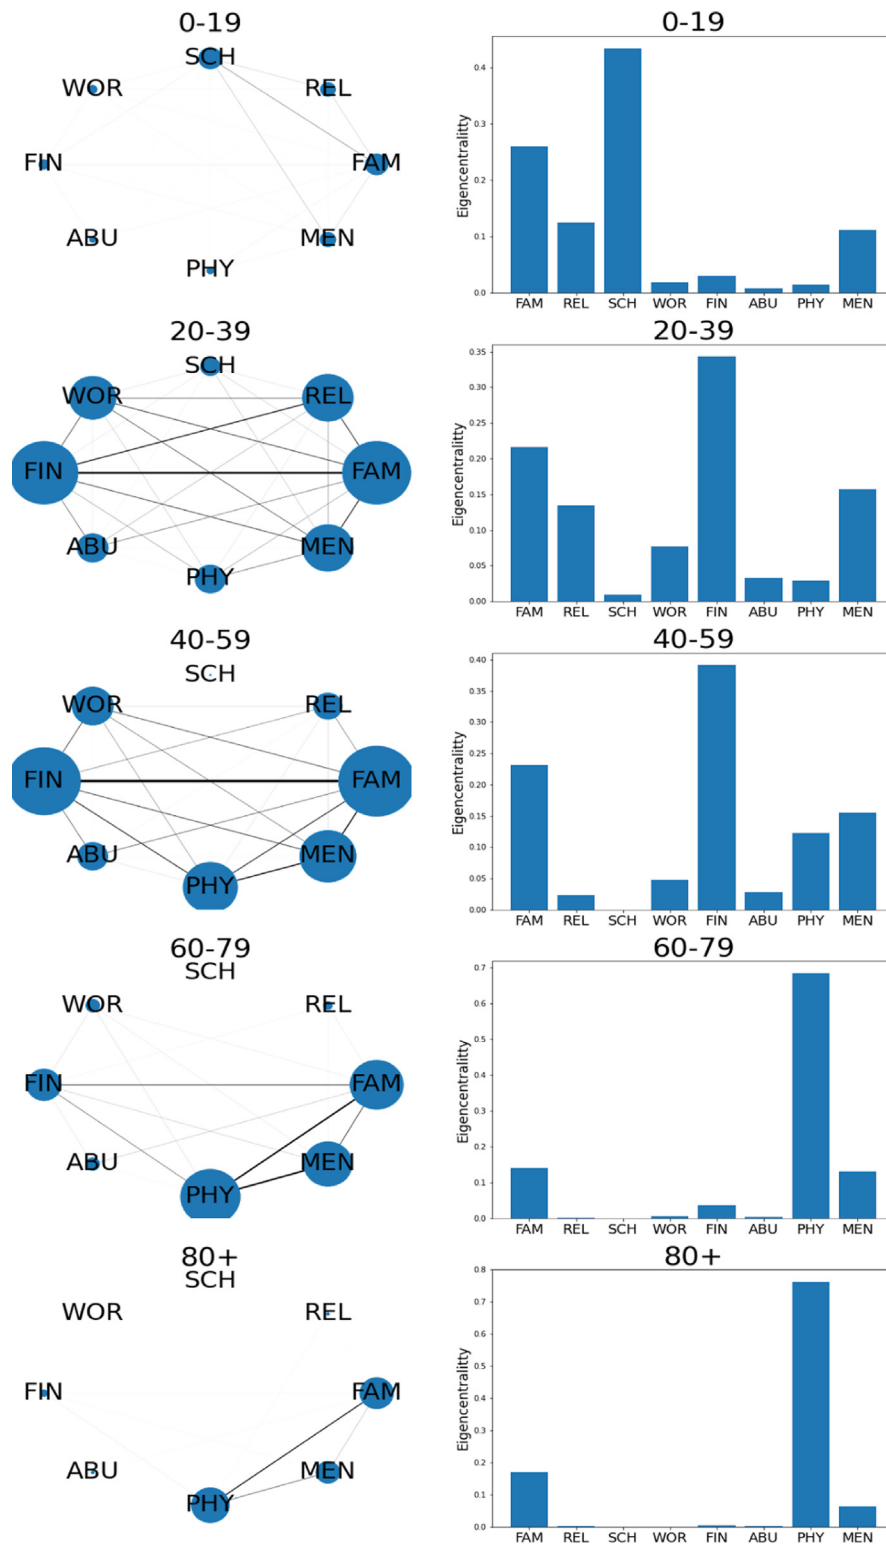 0-19
SCH
WOR
REL
FIN
FAM
ABU
MEN
PHY
0-19
Eigencentralitty
0.4
0.3
0.2
0.1
0.0
FAM REL SCH WOR FIN ABU PHY MEN
20-39
SCH
WOR
REL
FIN
FAM
ABU
MEN
PHY
20-39
Eigencentralitty
0.35
0.30
0.25
0.20
0.15
0.10
0.05
0.00
FAM REL SCH WOR FIN ABU PHY MEN
40-59
SCH
WOR
REL
FIN
FAM
ABU
MEN
PHY
40-59
Eigencentralitty
0.40
0.35
0.30
0.25
0.20
0.15
0.10
0.05
0.00
FAM REL SCH WOR FIN ABU PHY MEN
60-79
SCH
WOR
REL
FIN
FAM
ABU
MEN
PHY
60-79
Eigencentralitty
0.7
0.6
0.5
0.4
0.3
0.2
0.1
0.0
FAM REL SCH WOR FIN ABU PHY MEN
80+
SCH
WOR
REL
FIN
FAM
ABU
MEN
PHY
80+
Eigencentralitty
0.8
0.7
0.6
0.5
0.4
0.3
0.2
0.1
0.0
FAM REL SCH WOR FIN ABU PHY MEN